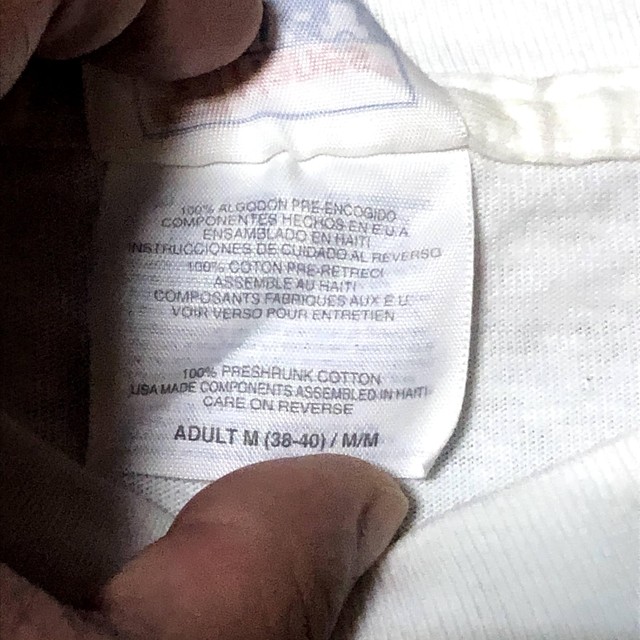 100% ALGODON PRE-ENCOGIDO
COMPONENTES HECHOS EN E.U.A
ENSAMBLADO EN HAITI
INSTRUCCIONES DE CUIDADO AL REVERSO
100% COTON PRE-RETRECI
ASSEMBLE AU HAITI
COMPOSANTS FABRIQUES AUX É.U.
VOIR VERSO POUR ENTRETIEN
100% PRESHRUNK COTTON
USA MADE COMPONENTS ASSEMBLED IN HAITI
CARE ON REVERSE
ADULT M (38-40) / M/M